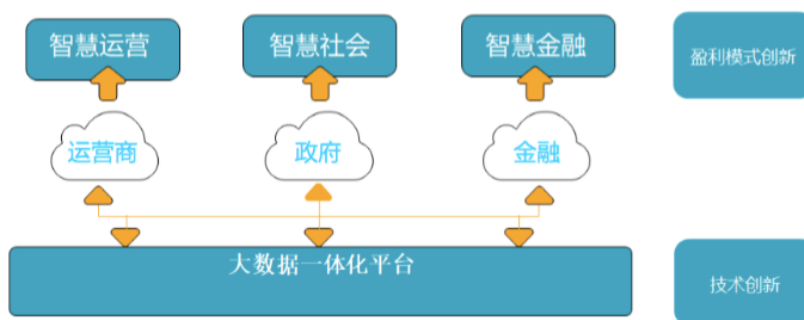 智慧运营
智慧社会
智慧金融
盈利模式创新
运营商
政府
金融
大数据一体化平台
技术创新